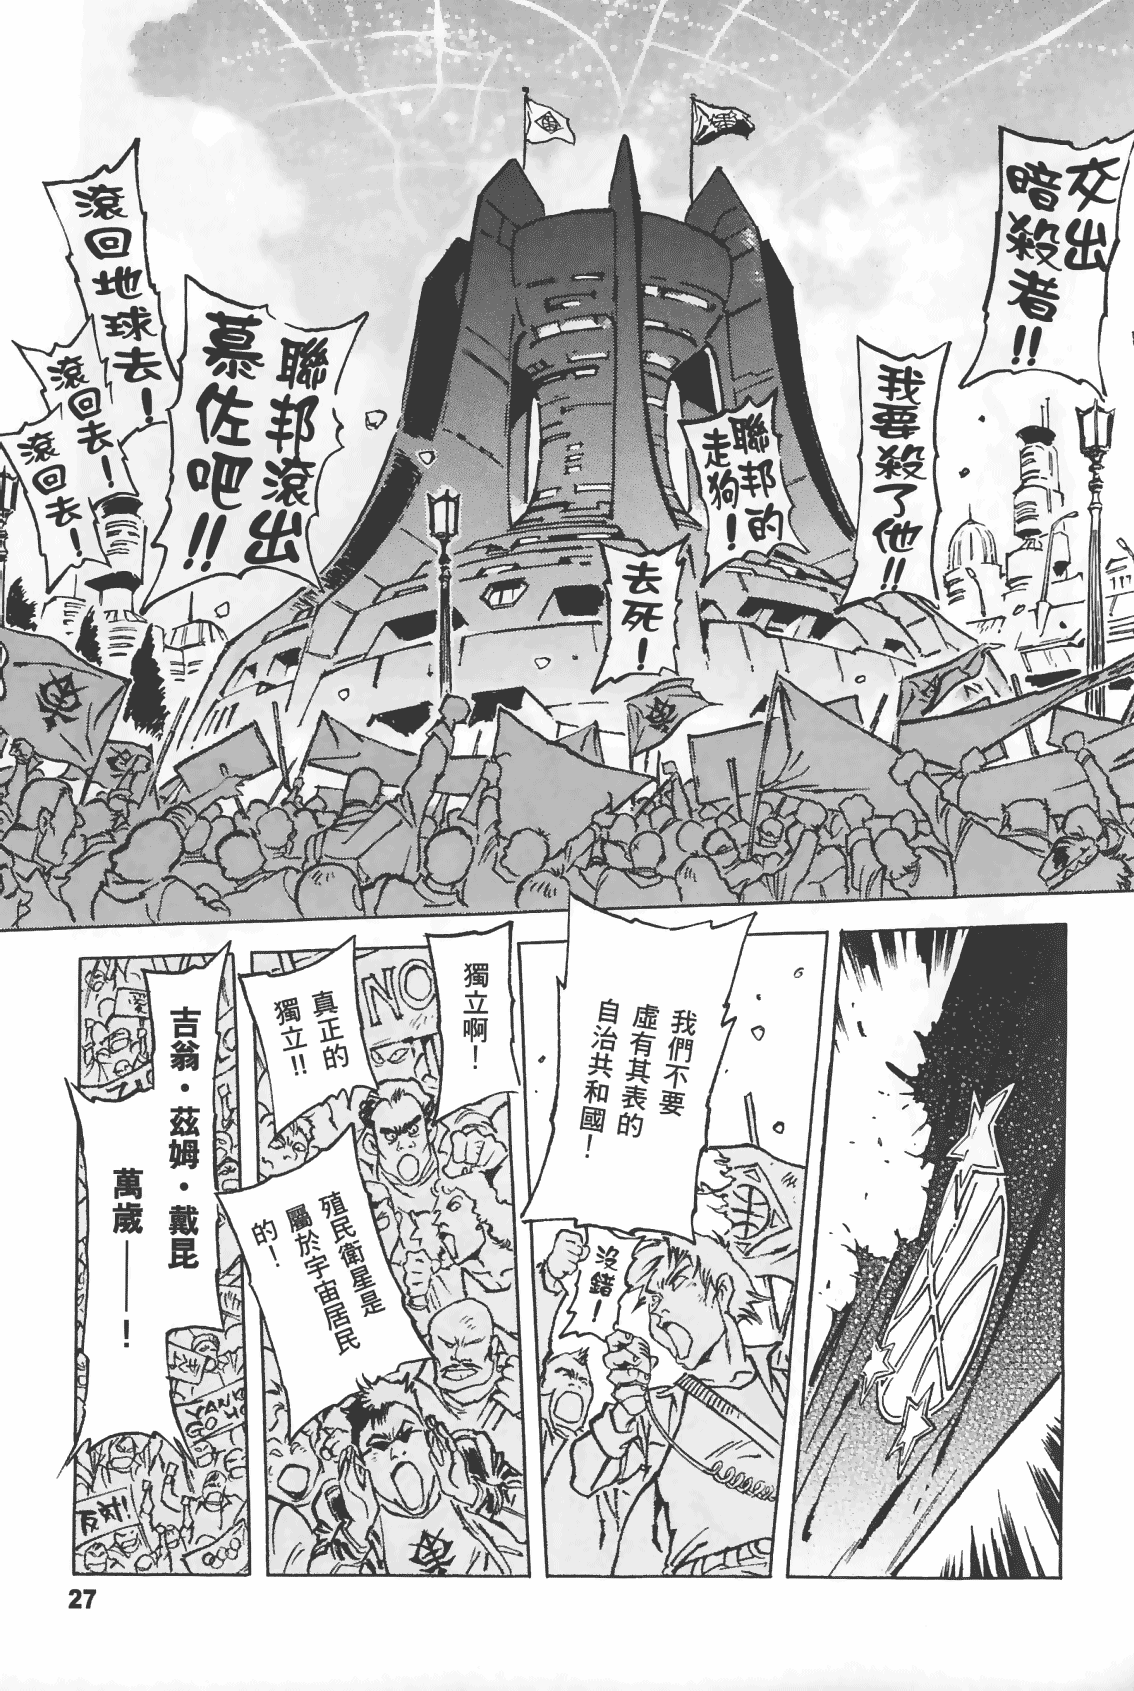 交出
暗殺者!!
我要殺了他!!
聯邦的
走狗!
去死!
聯邦滾出
慕佐吧!!
滾回地球去!
滾回去!
滾回去!
我們不要
虛有其表的
自治共和國!
沒錯!
獨立啊!
真正的
獨立!!
NO
殖民衛星是
屬於宇宙居民
的!
吉翁·茲姆·戴昆
萬歲——!
YANK
GO
反対!
27